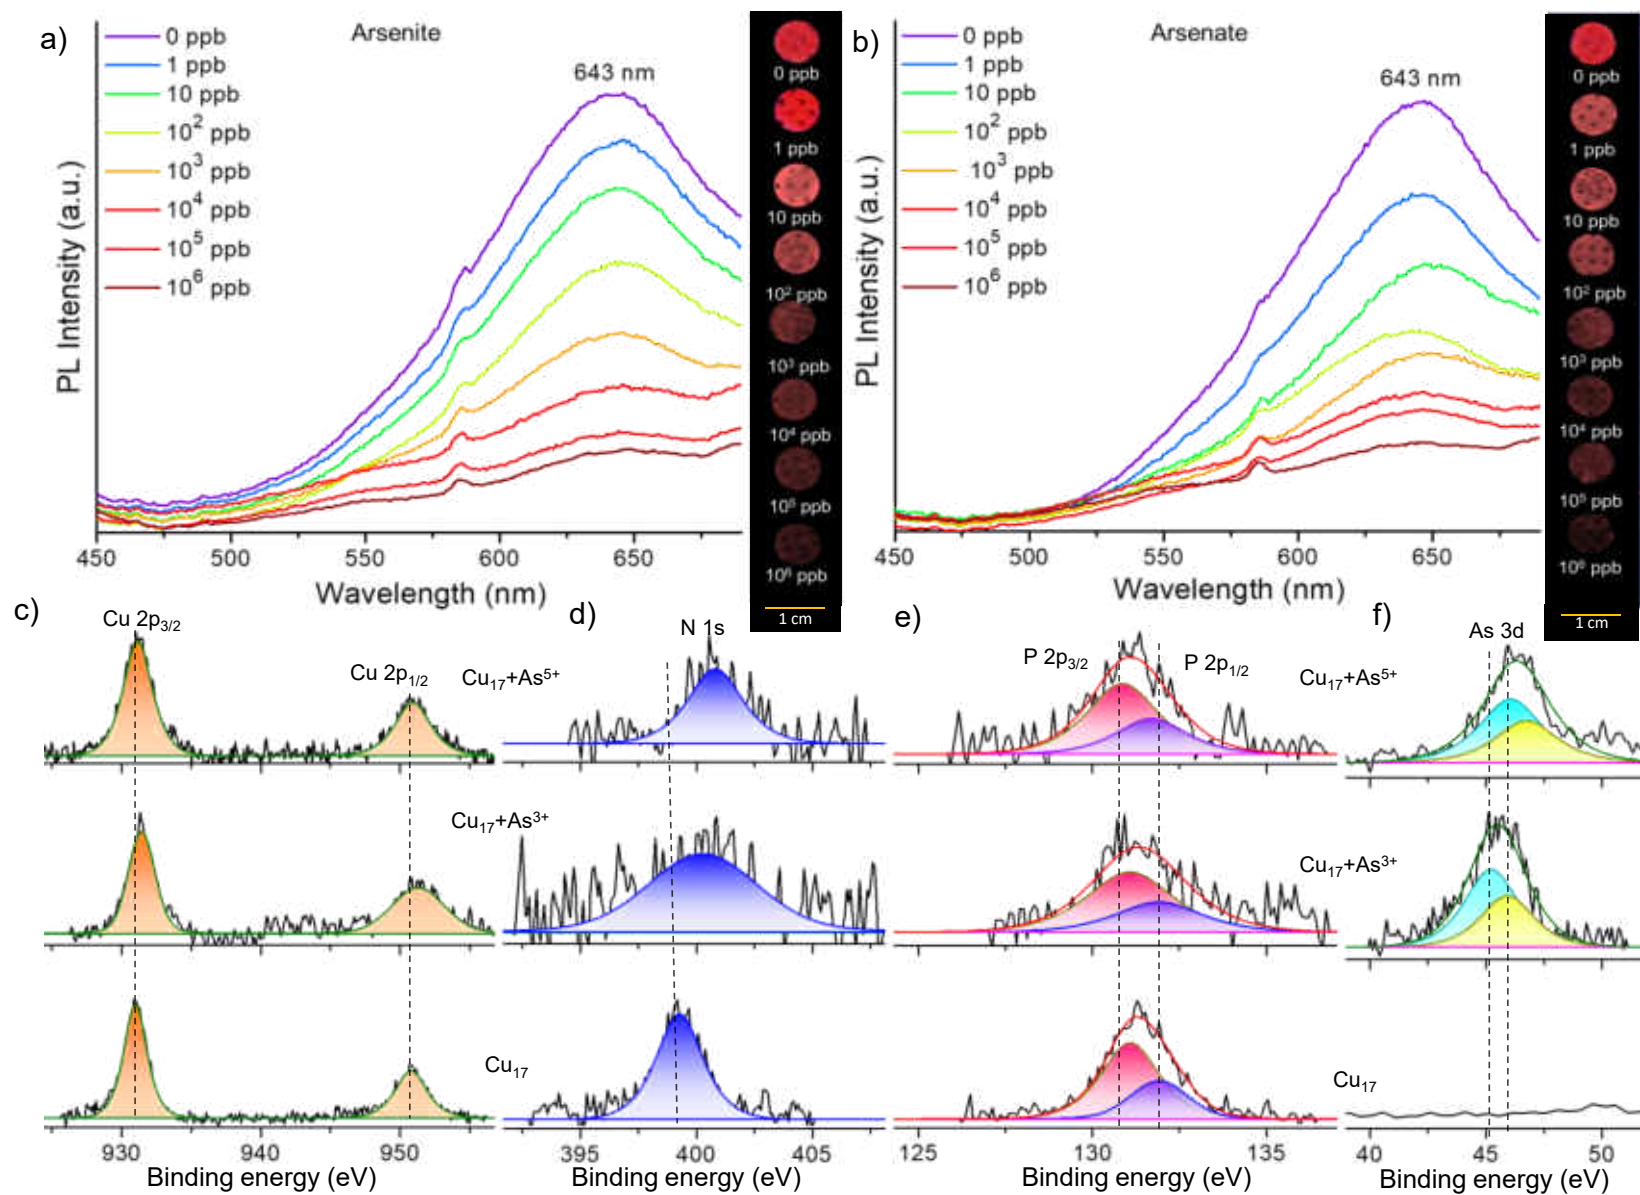 a)
Arsenite
643 nm
0 ppb
1 ppb
10 ppb
10² ppb
10³ ppb
10⁴ ppb
10⁵ ppb
10⁶ ppb
PL Intensity (a.u.)
450 500 550 600 650
Wavelength (nm)
0 ppb
1 ppb
10 ppb
10² ppb
10³ ppb
10⁴ ppb
10⁵ ppb
10⁶ ppb
1 cm
b)
Arsenate
643 nm
0 ppb
1 ppb
10 ppb
10² ppb
10³ ppb
10⁴ ppb
10⁵ ppb
10⁶ ppb
PL Intensity (a.u.)
450 500 550 600 650
Wavelength (nm)
0 ppb
1 ppb
10 ppb
10² ppb
10³ ppb
10⁴ ppb
10⁵ ppb
10⁶ ppb
1 cm
c)
Cu 2p₃/₂
Cu 2p₁/₂
930 940 950
Binding energy (eV)
d)
N 1s
Cu₁₇+As⁵⁺
Cu₁₇+As³⁺
Cu₁₇
395 400 405
Binding energy (eV)
e)
P 2p₃/₂
P 2p₁/₂
125 130 135
Binding energy (eV)
f)
As 3d
Cu₁₇+As⁵⁺
Cu₁₇+As³⁺
Cu₁₇
40 45 50
Binding energy (eV)